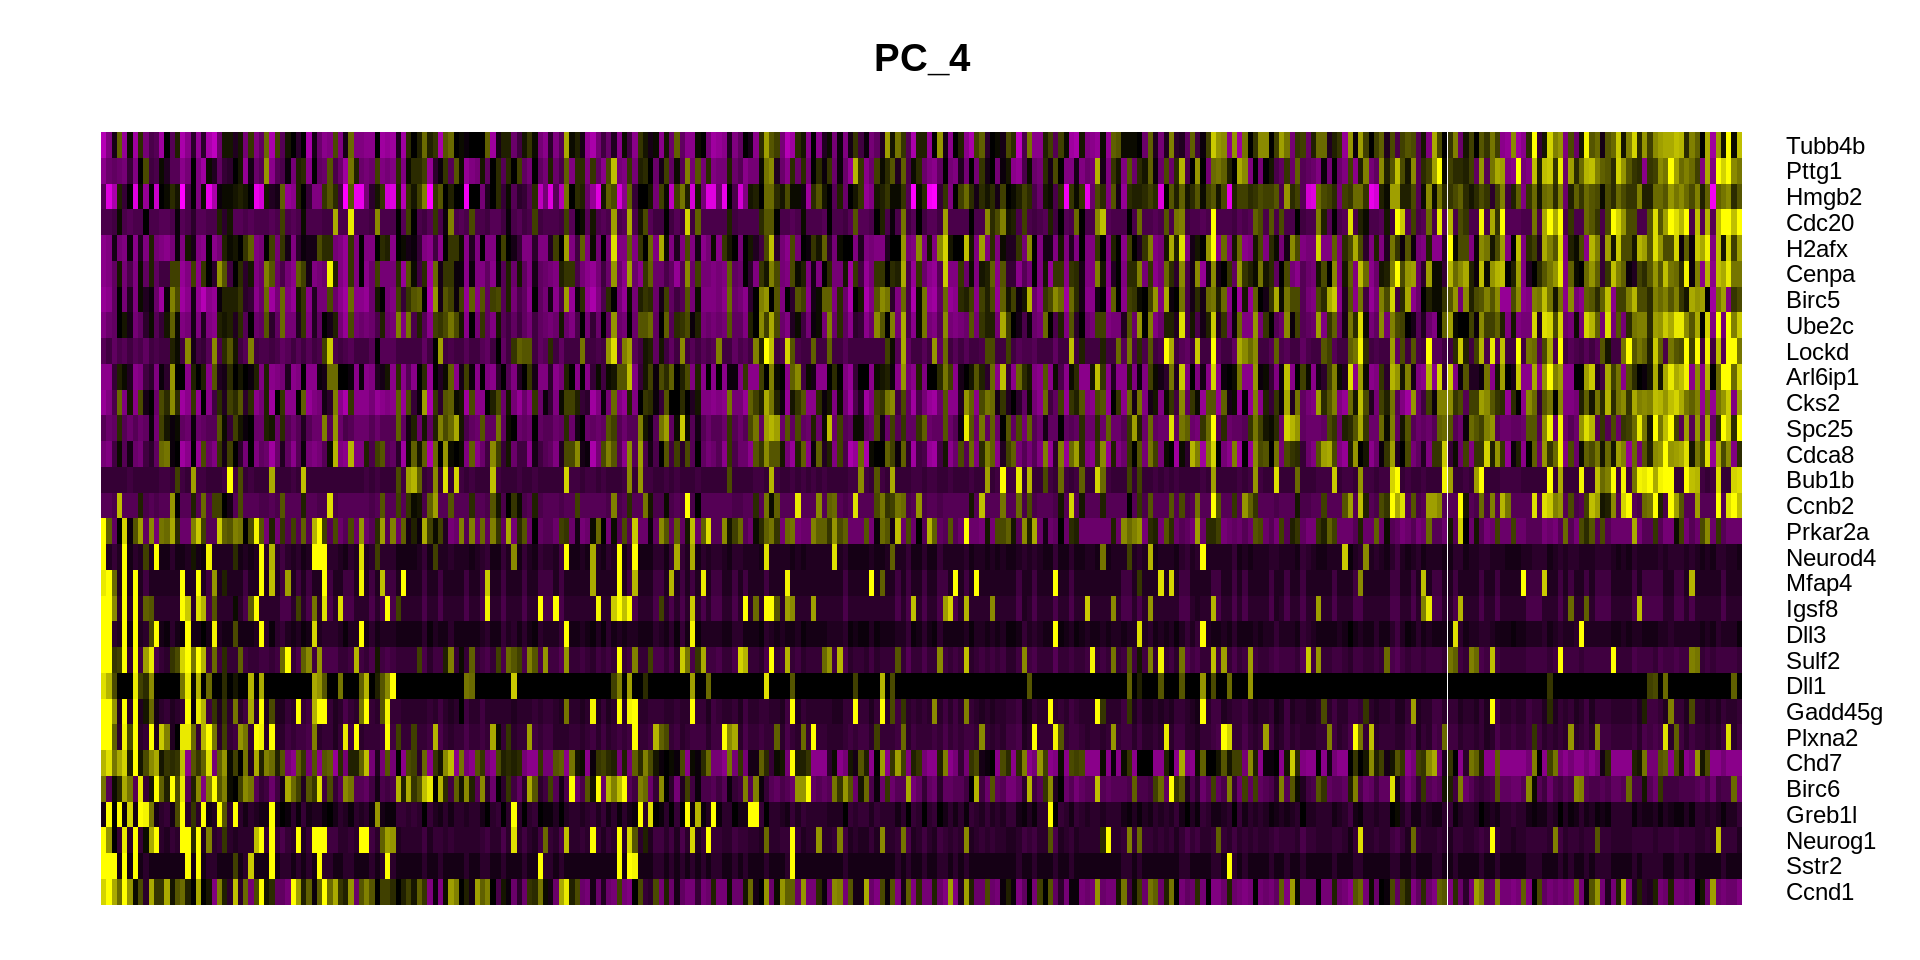 PC_4
Tubb4b
Pttg1
Hmgb2
Cdc20
H2afx
Cenpa
Birc5
Ube2c
Lockd
Arl6ip1
Cks2
Spc25
Cdca8
Bub1b
Ccnb2
Prkar2a
Neurod4
Mfap4
Igsf8
Dll3
Sulf2
Dll1
Gadd45g
Plxna2
Chd7
Birc6
Greb1l
Neurog1
Sstr2
Ccnd1